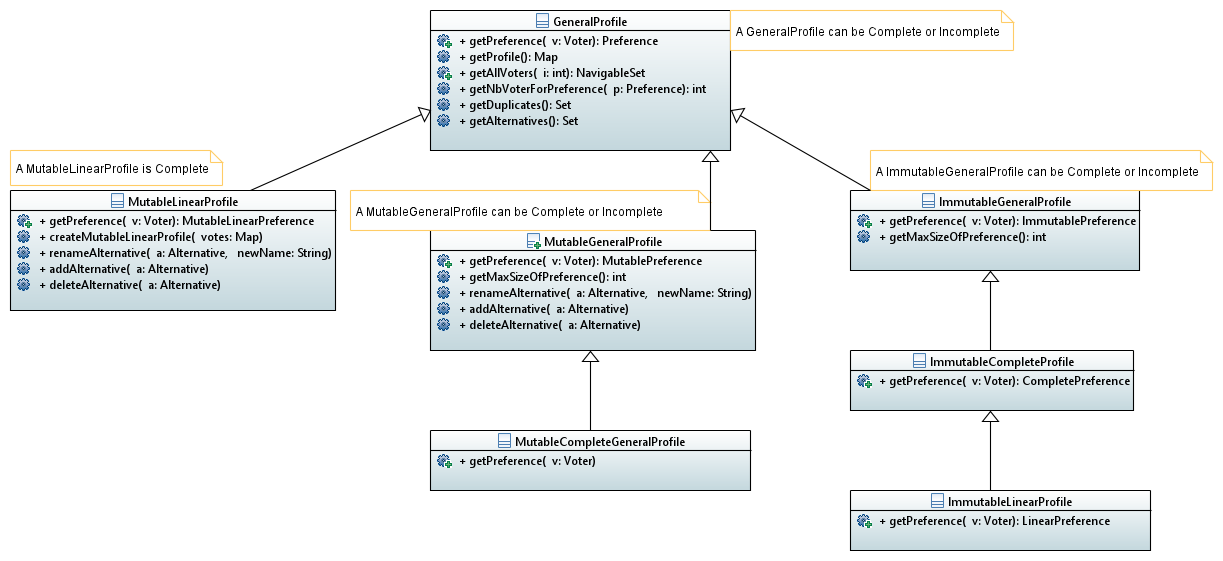 GeneralProfile
+ getPreference( v: Voter): Preference
+ getProfile(): Map
+ getAllVoters( i: int): NavigableSet
+ getNbVoterForPreference( p: Preference): int
+ getDuplicates(): Set
+ getAlternatives(): Set
A GeneralProfile can be Complete or Incomplete
A MutableLinearProfile is Complete
MutableLinearProfile
+ getPreference( v: Voter): MutableLinearPreference
+ createMutableLinearProfile( votes: Map)
+ renameAlternative( a: Alternative, newName: String)
+ addAlternative( a: Alternative)
+ deleteAlternative( a: Alternative)
A MutableGeneralProfile can be Complete or Incomplete
MutableGeneralProfile
+ getPreference( v: Voter): MutablePreference
+ getMaxSizeOfPreference(): int
+ renameAlternative( a: Alternative, newName: String)
+ addAlternative( a: Alternative)
+ deleteAlternative( a: Alternative)
A ImmutableGeneralProfile can be Complete or Incomplete
ImmutableGeneralProfile
+ getPreference( v: Voter): ImmutablePreference
+ getMaxSizeOfPreference(): int
ImmutableCompleteProfile
+ getPreference( v: Voter): CompletePreference
MutableCompleteGeneralProfile
+ getPreference( v: Voter)
ImmutableLinearProfile
+ getPreference( v: Voter): LinearPreference